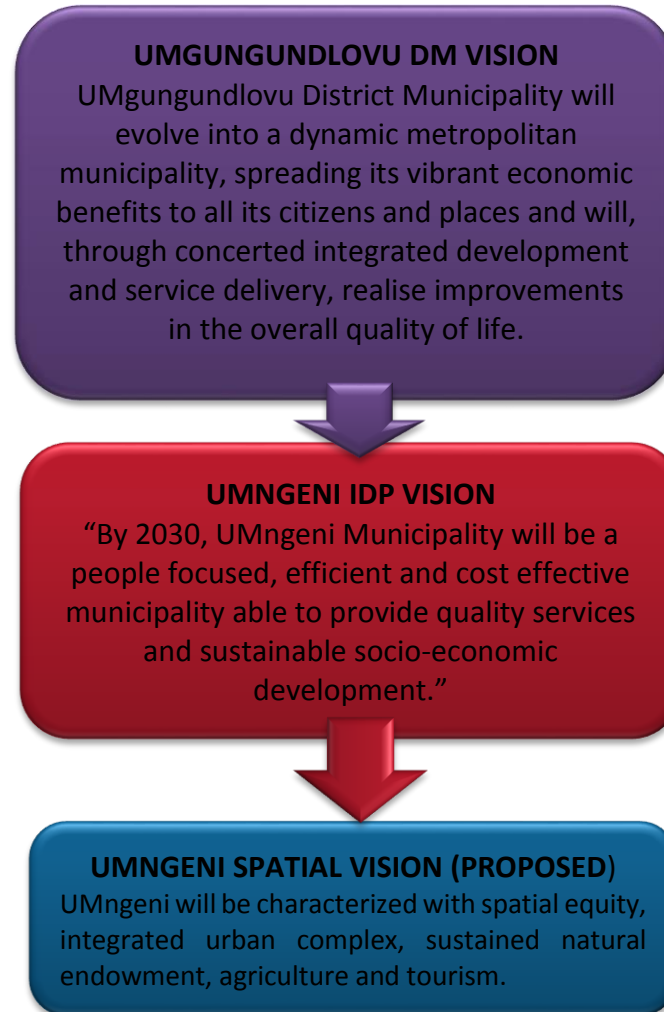 UMGUNGUNDLOVU DM VISION
UMgungundlovu District Municipality will
evolve into a dynamic metropolitan
municipality, spreading its vibrant economic
benefits to all its citizens and places and will,
through concerted integrated development
and service delivery, realise improvements
in the overall quality of life.
UMNGENI IDP VISION
“By 2030, UMngeni Municipality will be a
people focused, efficient and cost effective
municipality able to provide quality services
and sustainable socio-economic
development.”
UMNGENI SPATIAL VISION (PROPOSED)
UMngeni will be characterized with spatial equity,
integrated urban complex, sustained natural
endowment, agriculture and tourism.